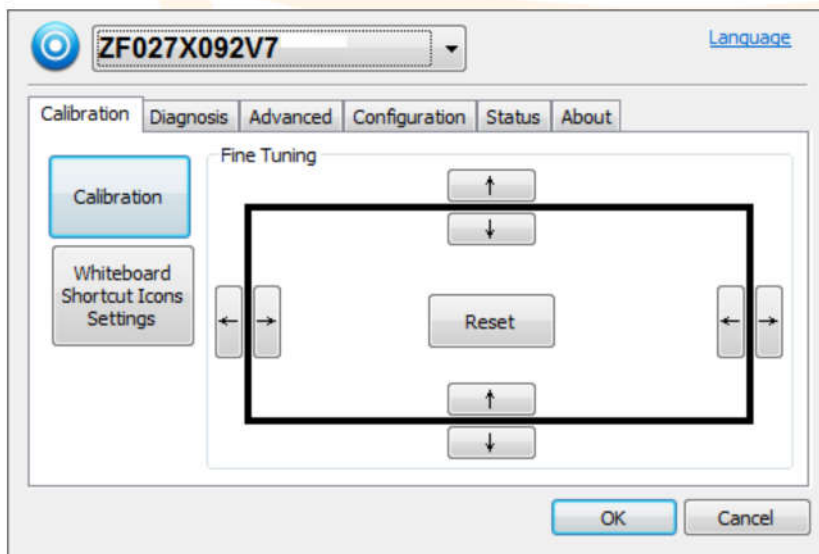 ZF027X092V7
Language
Calibration Diagnosis Advanced Configuration Status About
Fine Tuning
Calibration
Whiteboard
Shortcut Icons
Settings
↑
↓
← → Reset ← →
↑
↓
OK Cancel